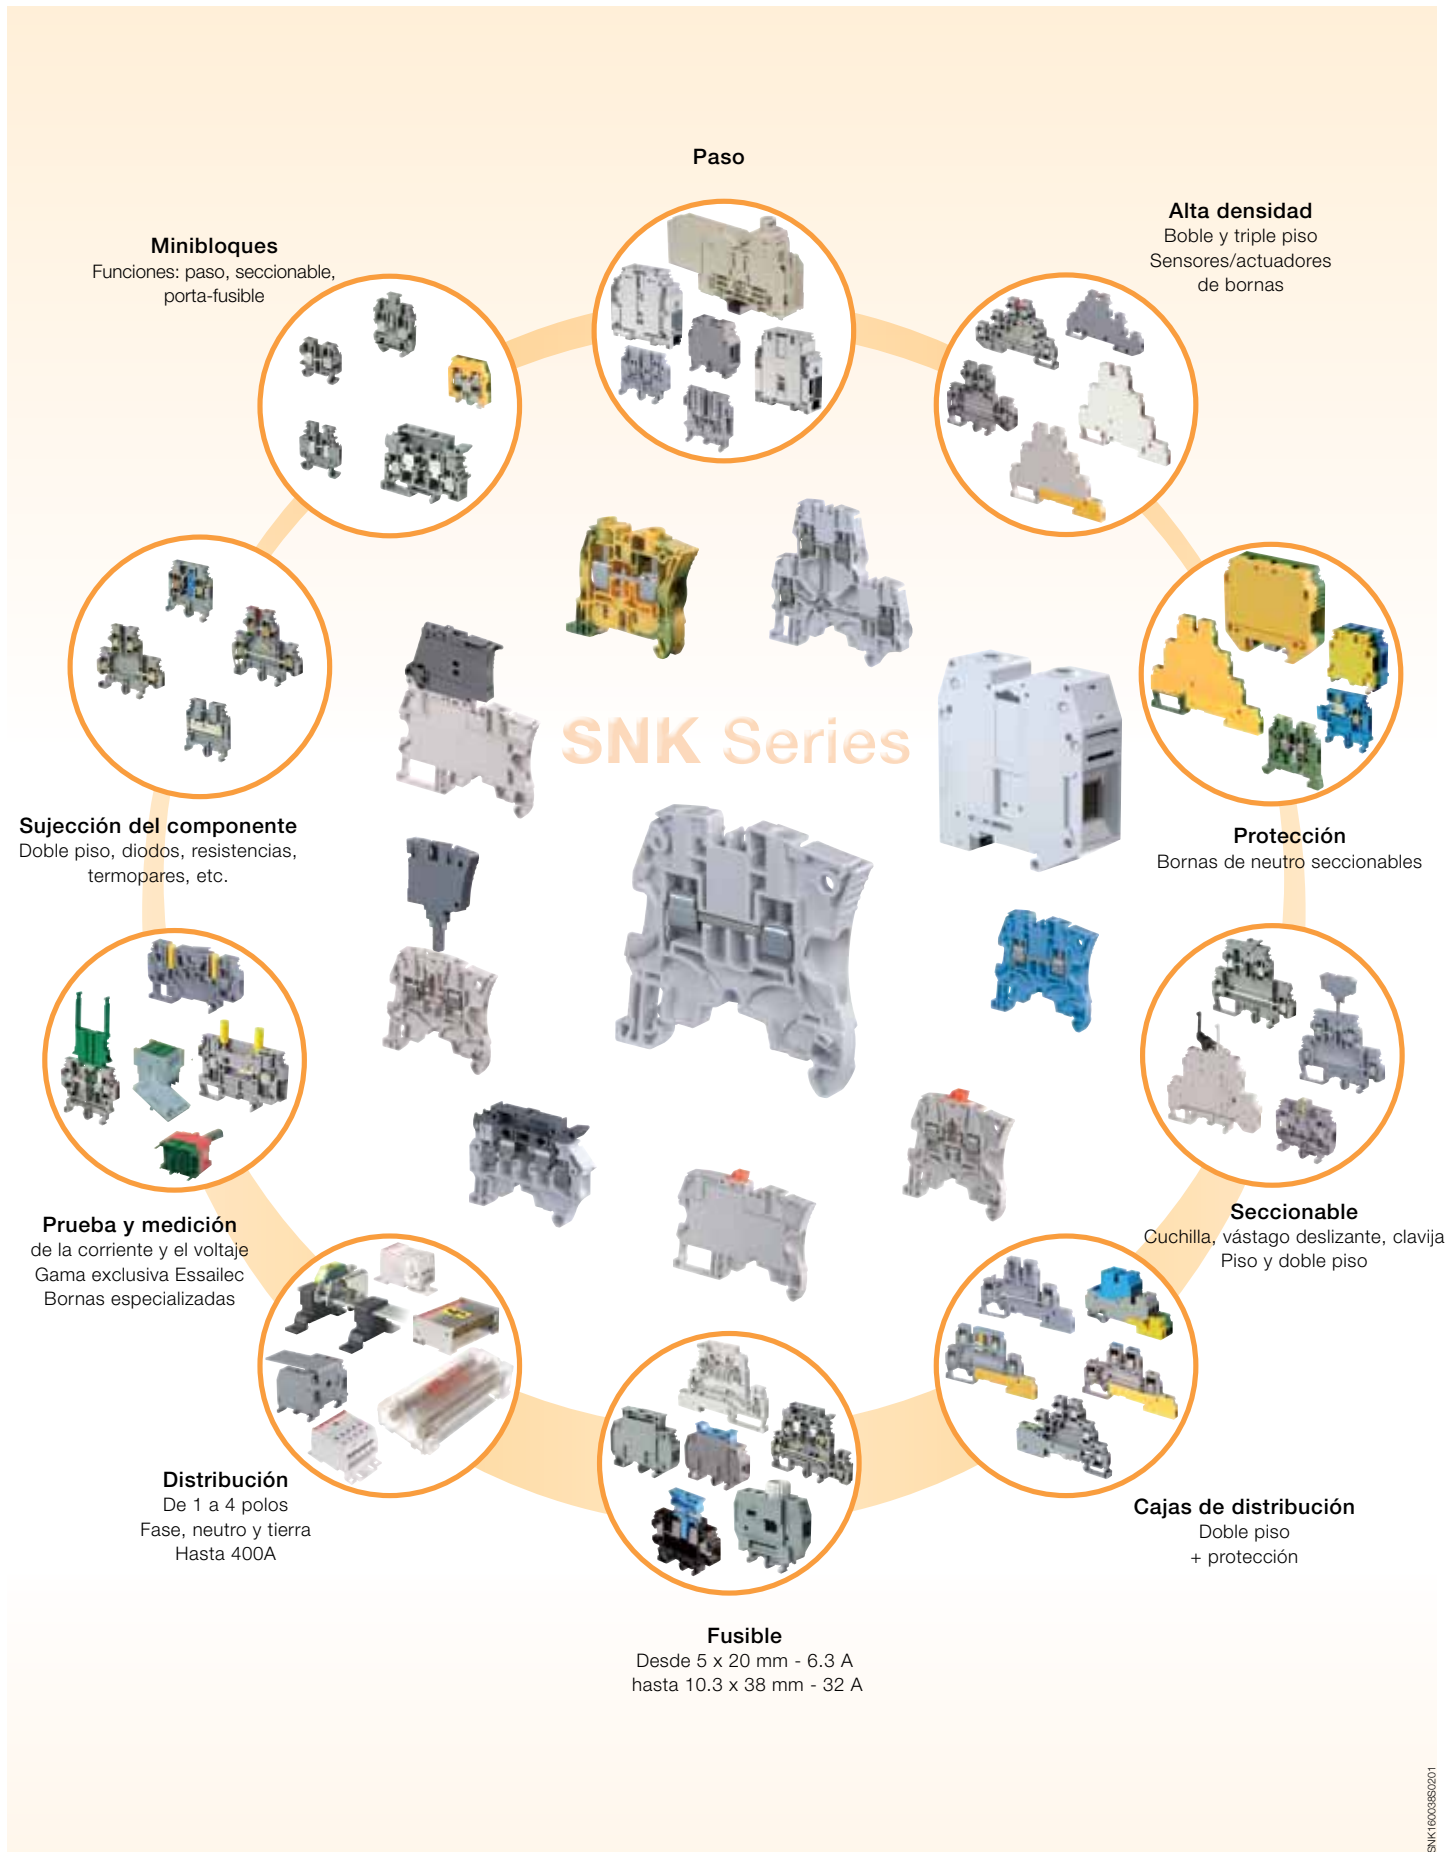 Paso
Alta densidad
Boble y triple piso
Sensores/actuadores
de bornas
Minibloques
Funciones: paso, seccionable,
porta-fusible
SNK Series
Sujección del componente
Doble piso, diodos, resistencias,
termopares, etc.
Protección
Bornas de neutro seccionables
Prueba y medición
de la corriente y el voltaje
Gama exclusiva Essailec
Bornas especializadas
Seccionable
Cuchilla, vástago deslizante, clavija
Piso y doble piso
Distribución
De 1 a 4 polos
Fase, neutro y tierra
Hasta 400A
Cajas de distribución
Doble piso
+ protección
Fusible
Desde 5 x 20 mm - 6.3 A
hasta 10.3 x 38 mm - 32 A
SNK160038S0201